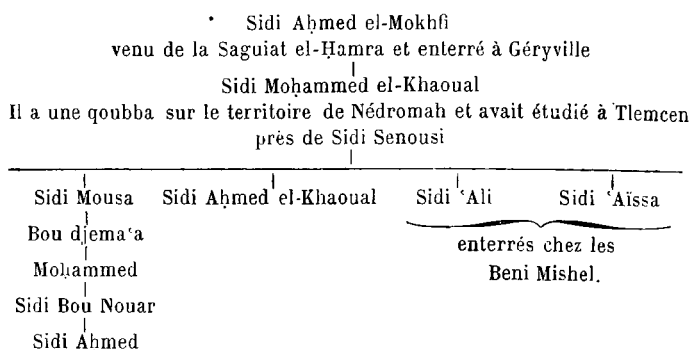 Sidi Aḥmed el-Mokhfi
venu de la Saguiat el-Ḥamra et enterré à Géryville
Sidi Moḥammed el-Khaoual
Il a une qoubba sur le territoire de Nédromah et avait étudié à Tlemcen
près de Sidi Senousi
Sidi Mousa Sidi Aḥmed el-Khaoual Sidi ʿAli Sidi ʿAïssa
Bou djemaʿa
enterrés chez les
Moḥammed
Beni Mishel.
Sidi Bou Nouar
Sidi Ahmed